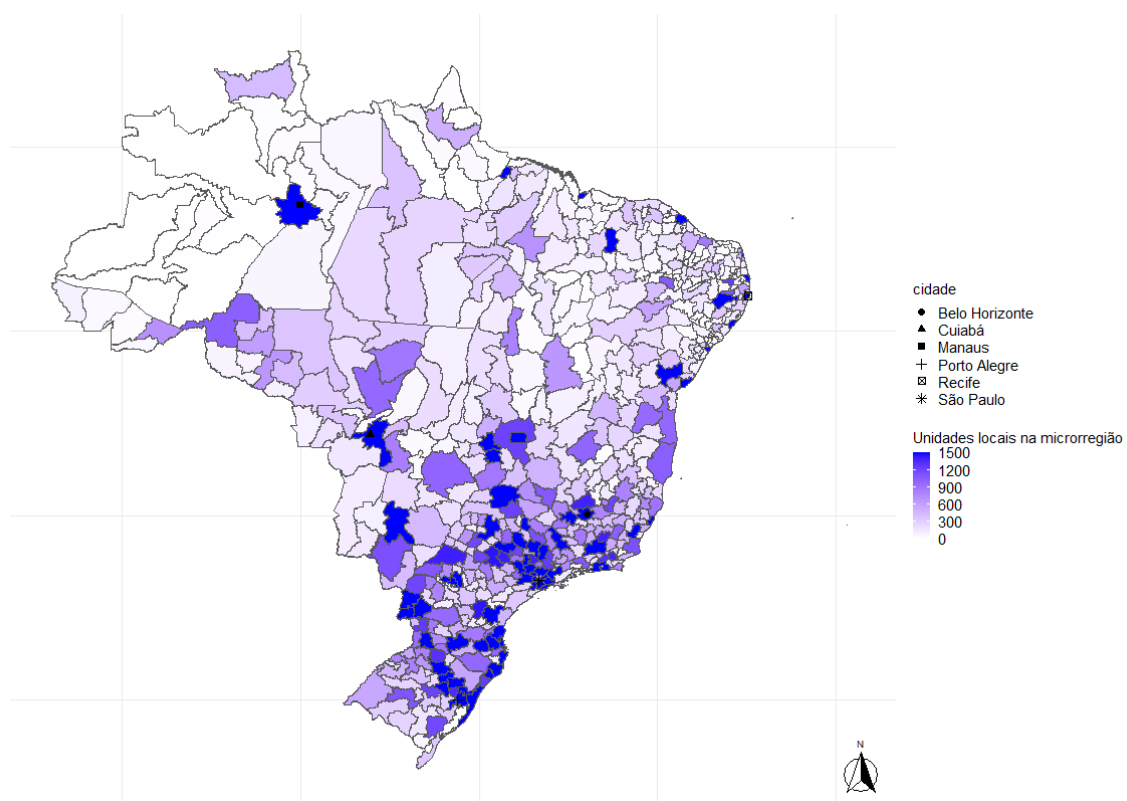 cidade
Belo Horizonte
Cuiabá
Manaus
Porto Alegre
Recife
São Paulo
Unidades locais na microrregião
1500
1200
900
600
300
0
N